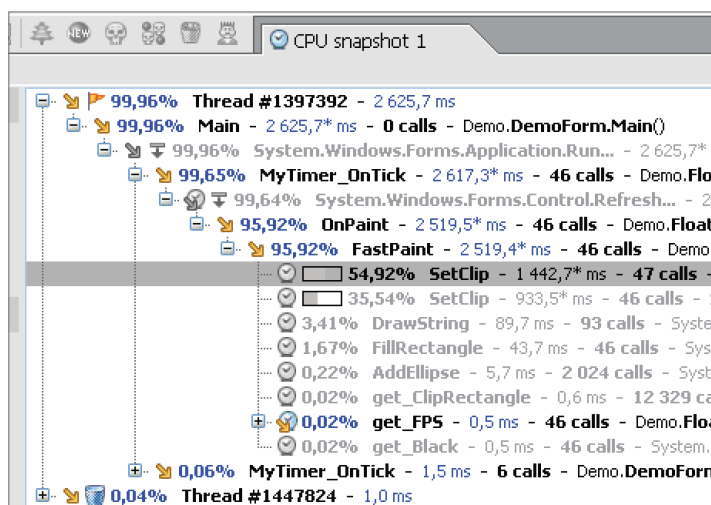 NEW
CPU snapshot 1
99,96% Thread #1397392 - 2 625,7 ms
99,96% Main - 2 625,7* ms - 0 calls - Demo.DemoForm.Main()
99,96% System.Windows.Forms.Application.Run... - 2 625,7*
99,65% MyTimer_OnTick - 2 617,3* ms - 46 calls - Demo.Flo
99,64% System.Windows.Forms.Control.Refresh... - 2
95,92% OnPaint - 2 519,5* ms - 46 calls - Demo.Float
95,92% FastPaint - 2 519,4* ms - 46 calls - Demo
54,92% SetClip - 1 442,7* ms - 47 calls -
35,54% SetClip - 933,5* ms - 46 calls -
3,41% DrawString - 89,7 ms - 93 calls - Syste
1,67% FillRectangle - 43,7 ms - 46 calls - Sys
0,22% AddEllipse - 5,7 ms - 2 024 calls - Syst
0,02% get_ClipRectangle - 0,6 ms - 12 329 ca
0,02% get_FPS - 0,5 ms - 46 calls - Demo.Floa
0,02% get_Black - 0,5 ms - 46 calls - System.
0,06% MyTimer_OnTick - 1,5 ms - 6 calls - Demo.DemoForm
0,04% Thread #1447824 - 1,0 ms